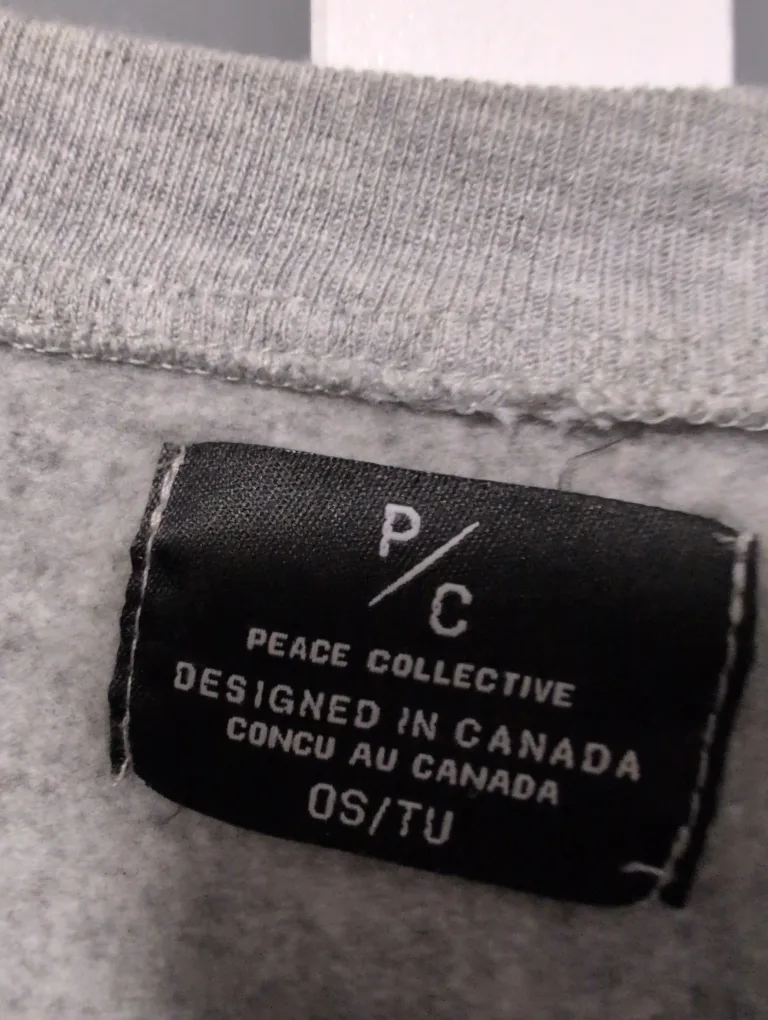 P/C
PEACE COLLECTIVE
DESIGNED IN CANADA
CONCU AU CANADA
OS/TU